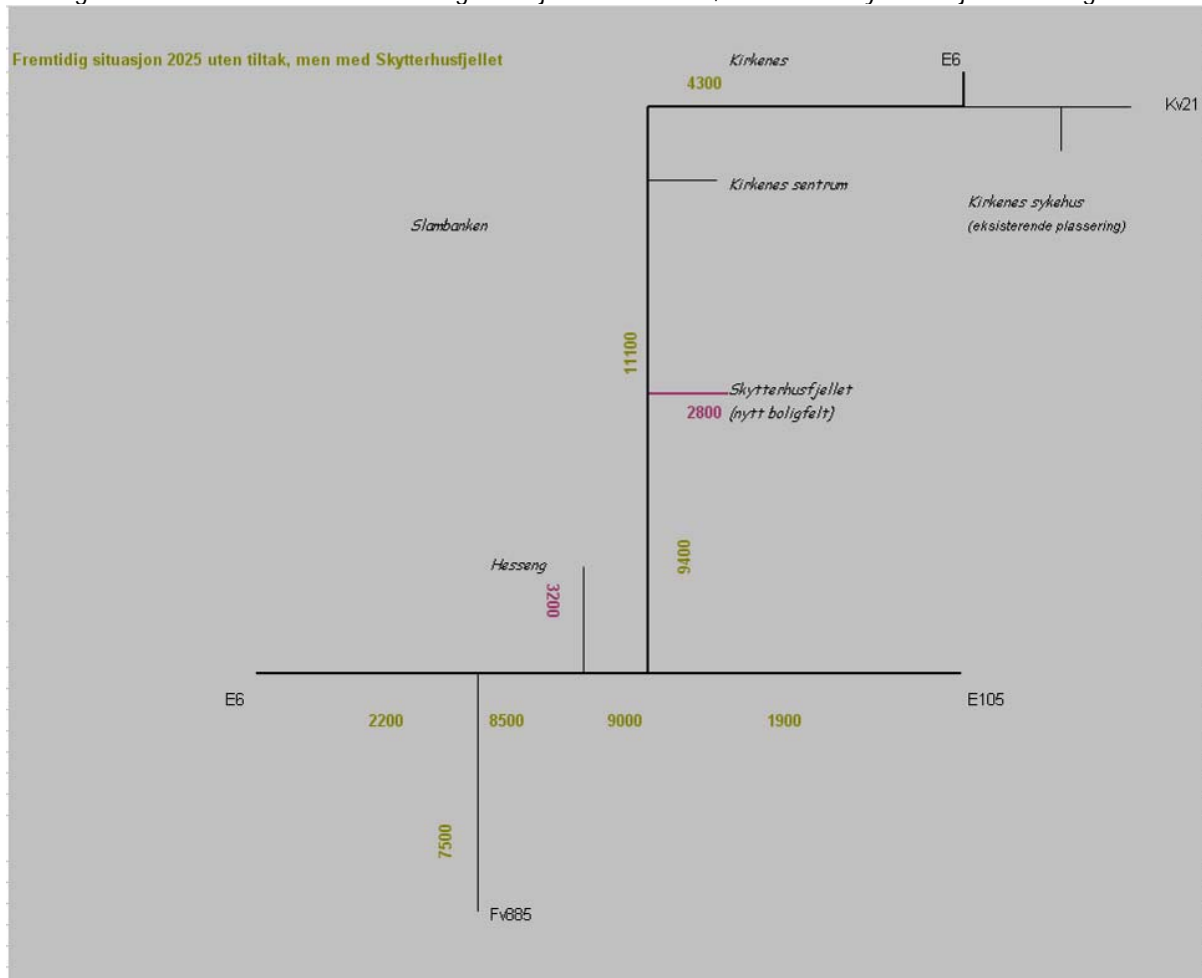 Fremtidig situasjon 2025 uten tiltak, men med Skytterhusfjellet
Kirkenes
E6
4300
Kv21
Kirkenes sentrum
Kirkenes sykehus
(eksisterende plassering)
Slambanken
11100
Skytterhusfjellet
2800 (nytt boligfelt)
9400
Hesseng
3200
E6
E105
2200
8500
9000
1900
7500
Fv885